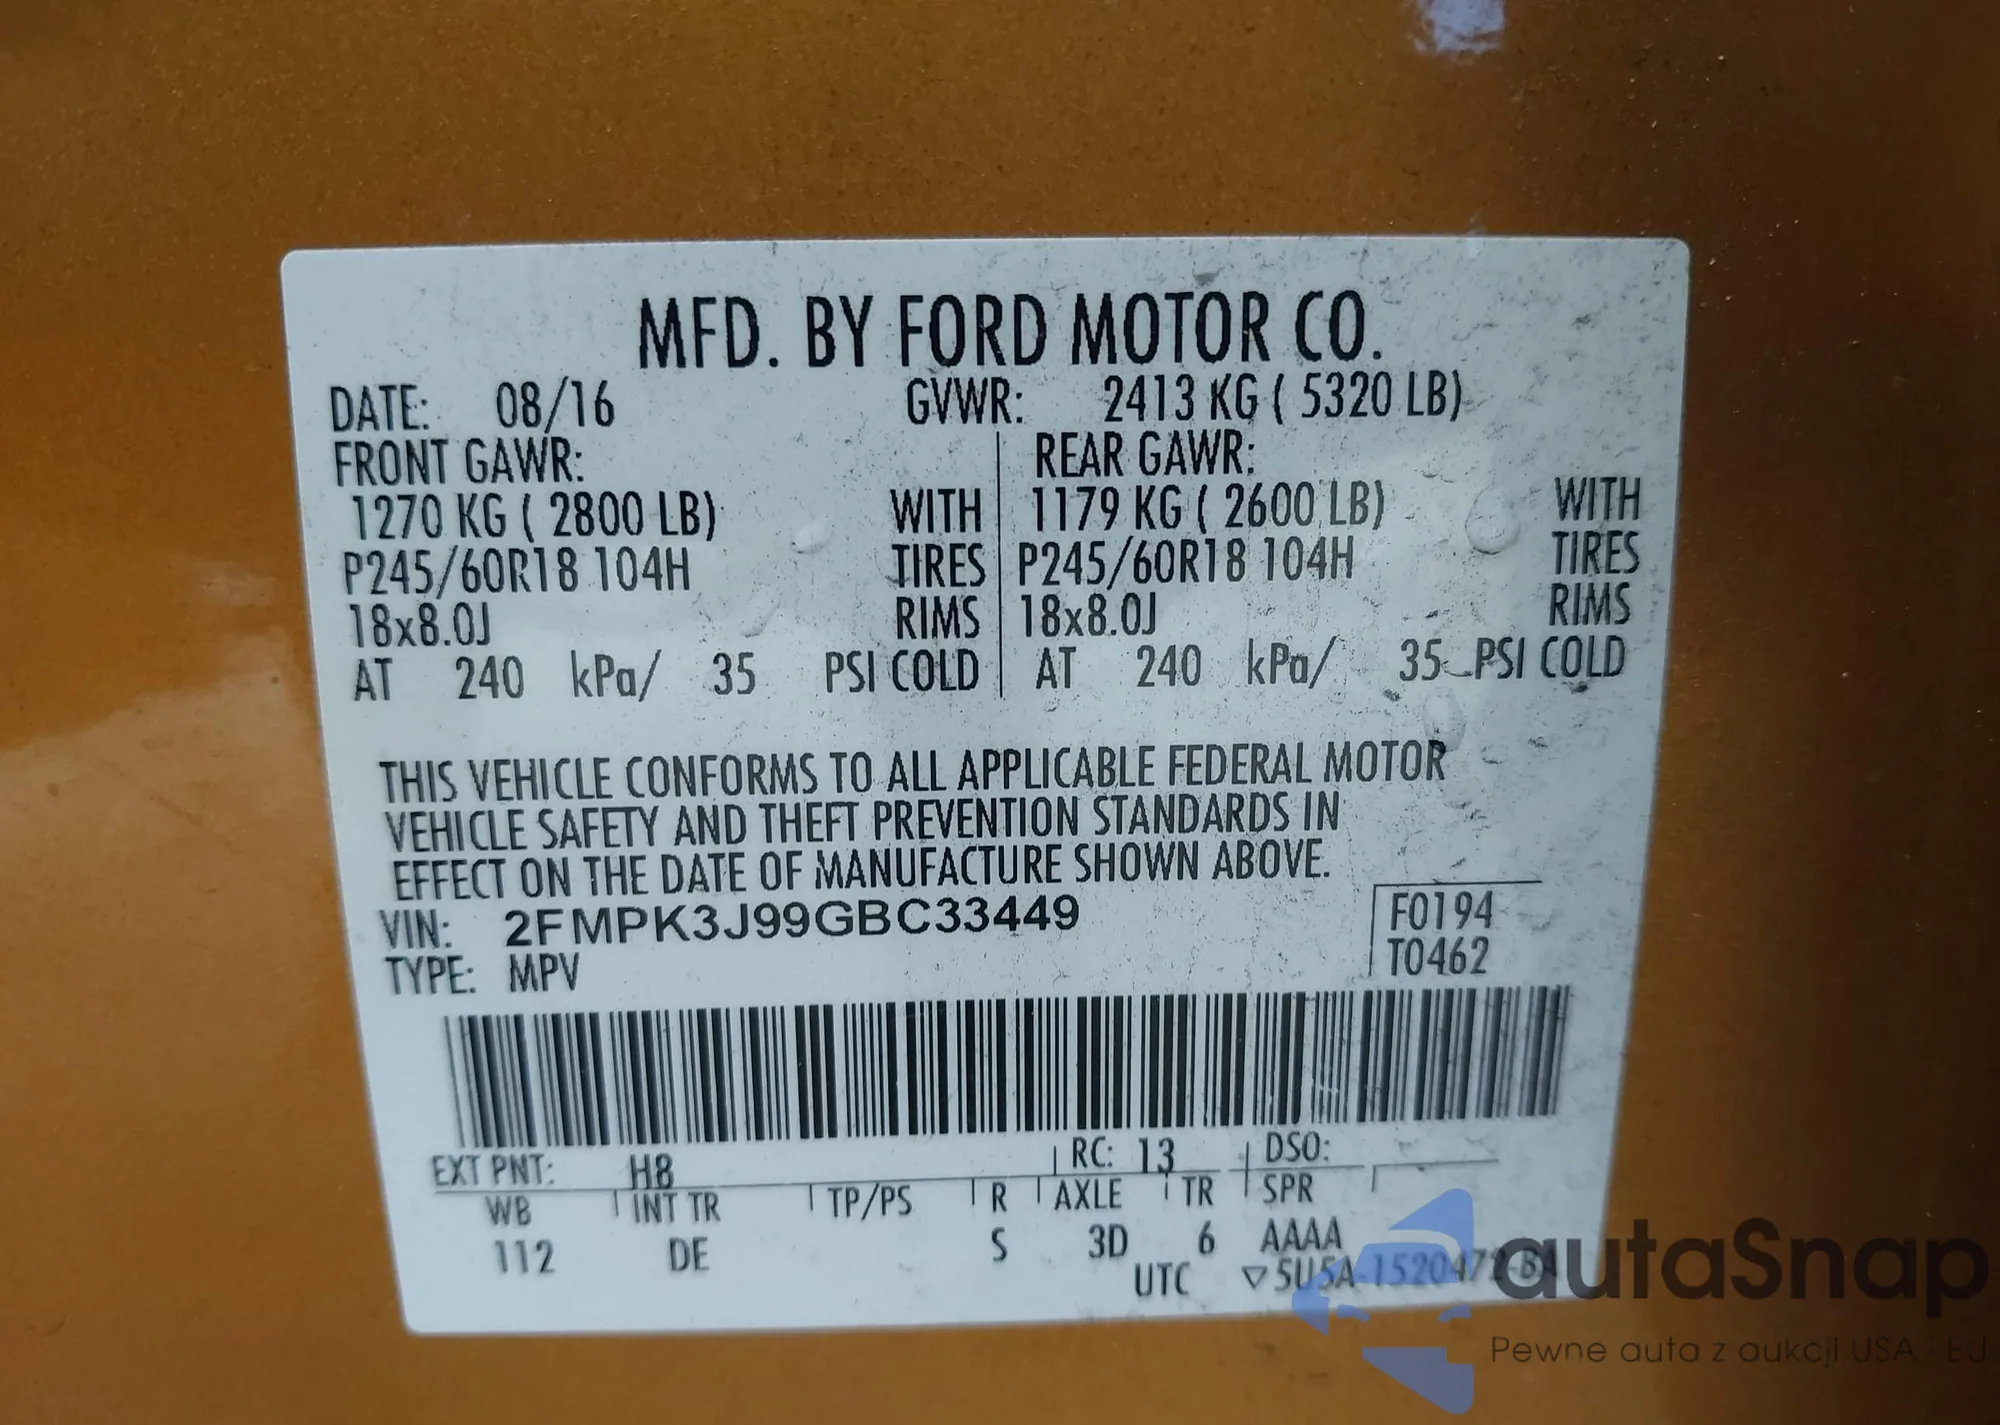 MFD. BY FORD MOTOR CO.
DATE: 08/16 GVWR: 2413 KG ( 5320 LB)
FRONT GAWR: REAR GAWR:
1270 KG ( 2800 LB) WITH 1179 KG ( 2600 LB) WITH
P245/60R18 104H TIRES P245/60R18 104H TIRES
18x8.0J RIMS 18x8.0J RIMS
AT 240 kPa/ 35 PSI COLD AT 240 kPa/ 35 PSI COLD
THIS VEHICLE CONFORMS TO ALL APPLICABLE FEDERAL MOTOR
VEHICLE SAFETY AND THEFT PREVENTION STANDARDS IN
EFFECT ON THE DATE OF MANUFACTURE SHOWN ABOVE.
VIN: 2FMPK3J99GBC33449 F0194
TYPE: MPV T0462
EXT PNT: H8 RC: 13 DSO:
WB INT TR TP/PS R AXLE TR SPR
112 DE S 3D 6 AAAA
UTC ▽5U5A-1520472-BA
autaSnap
Pewne auta z aukcji USA i EU